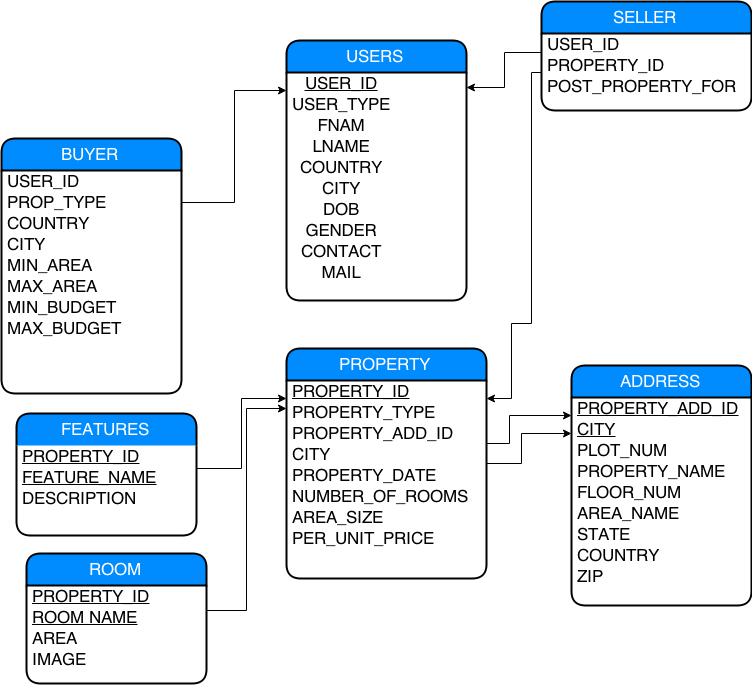 SELLER
USER_ID
PROPERTY_ID
POST_PROPERTY_FOR
USERS
USER_ID
USER_TYPE
FNAM
LNAME
COUNTRY
CITY
DOB
GENDER
CONTACT
MAIL
BUYER
USER_ID
PROP_TYPE
COUNTRY
CITY
MIN_AREA
MAX_AREA
MIN_BUDGET
MAX_BUDGET
PROPERTY
PROPERTY_ID
PROPERTY_TYPE
PROPERTY_ADD_ID
CITY
PROPERTY_DATE
NUMBER_OF_ROOMS
AREA_SIZE
PER_UNIT_PRICE
ADDRESS
PROPERTY_ADD_ID
CITY
PLOT_NUM
PROPERTY_NAME
FLOOR_NUM
AREA_NAME
STATE
COUNTRY
ZIP
FEATURES
PROPERTY_ID
FEATURE_NAME
DESCRIPTION
ROOM
PROPERTY_ID
ROOM_NAME
AREA
IMAGE